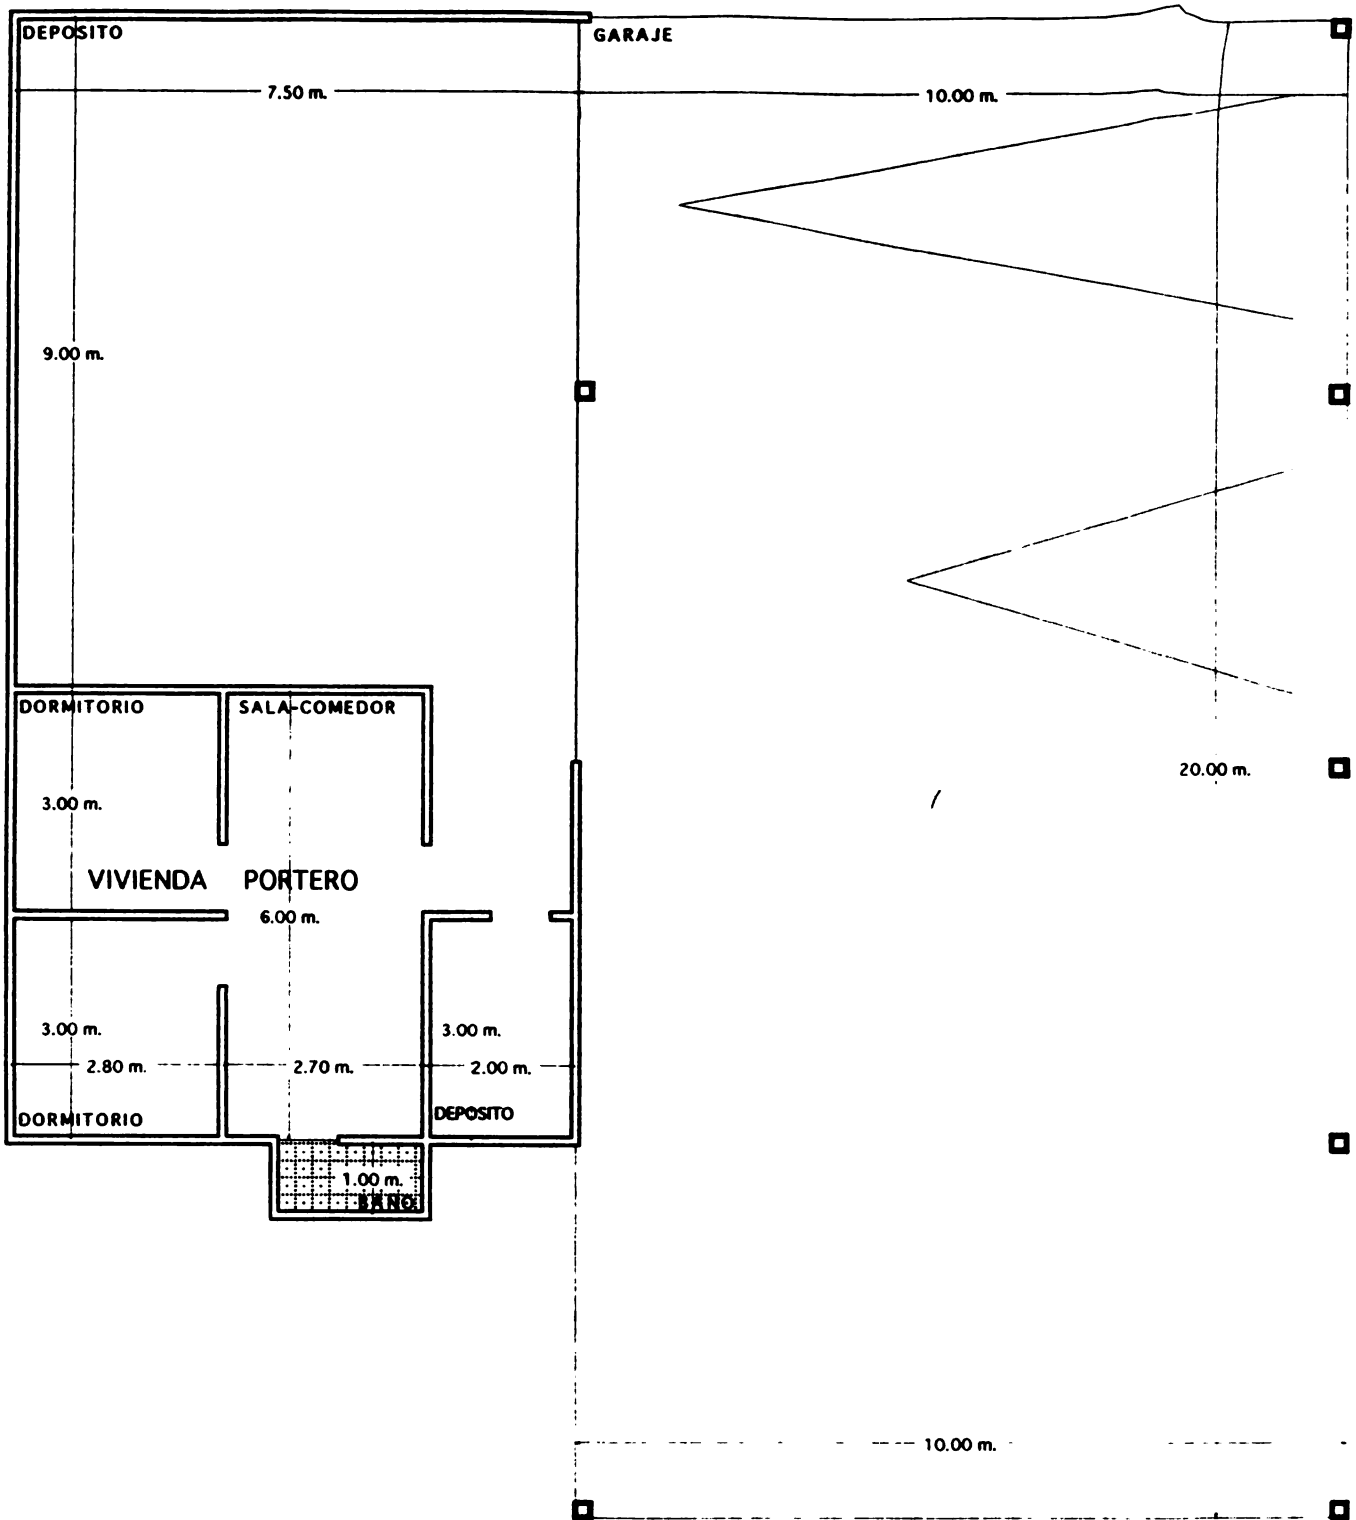 DEPOSITO
GARAJE
7.50 m.
10.00 m.
9.00 m.
DORMITORIO
SALA-COMEDOR
20.00 m.
3.00 m.
VIVIENDA PORTERO
6.00 m.
3.00 m.
3.00 m.
2.80 m.
2.70 m.
2.00 m.
DORMITORIO
DEPOSITO
1.00 m.
BANO
10.00 m.